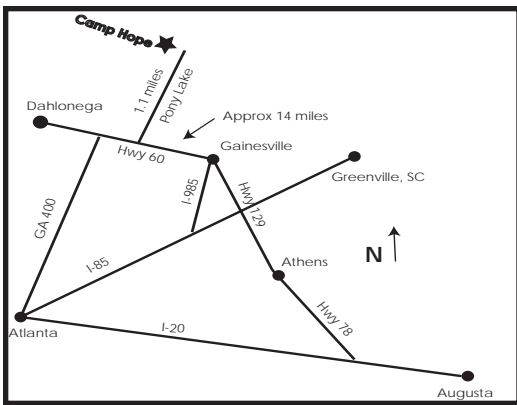 Camp Hope
1.1 miles
Pony Lake
Dahlonega
Approx 14 miles
Hwy 60
Gainesville
Greenville, SC
I-985
Hwy 129
GA 400
N
I-85
Athens
Hwy 78
Atlanta
I-20
Augusta